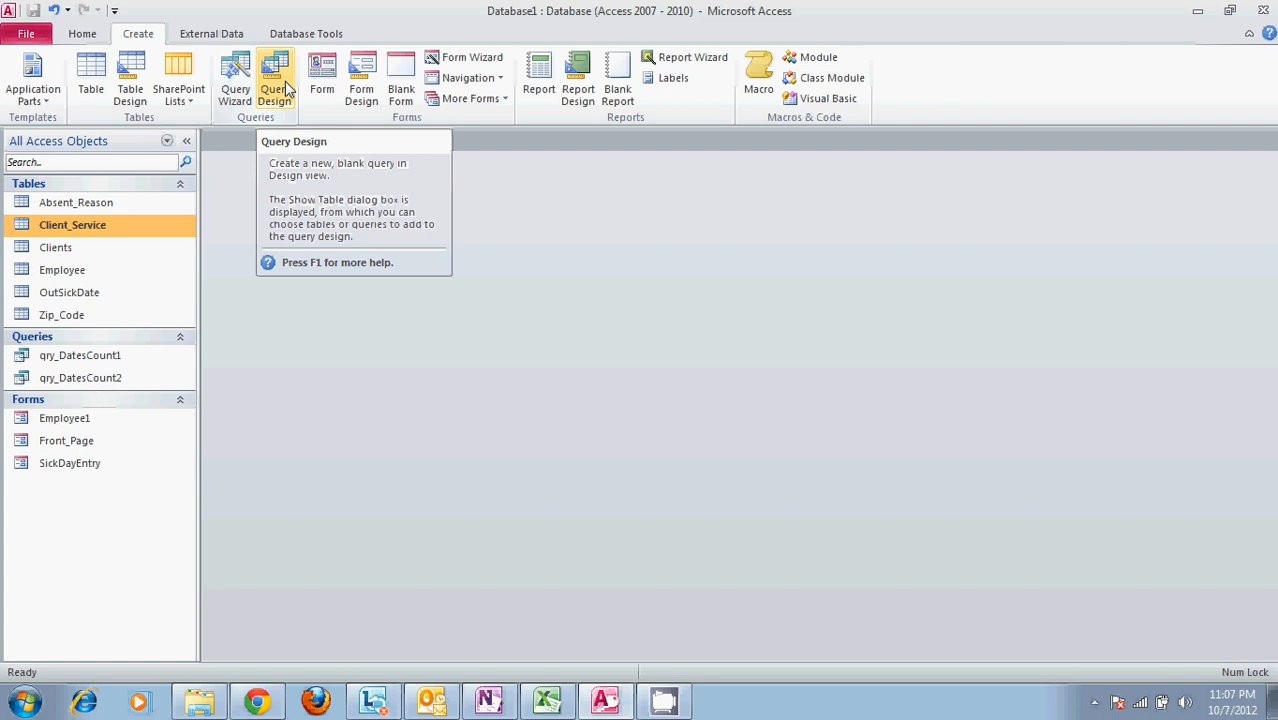 Database1 : Database (Access 2007 - 2010) - Microsoft Access
File Home Create External Data Database Tools
Application Parts
Table
Table Design
SharePoint Lists
Query Wizard
Query Design
Form
Form Design
Blank Form
Form Wizard
Navigation
More Forms
Report
Report Design
Blank Report
Report Wizard
Labels
Macro
Module
Class Module
Visual Basic
Templates Tables Queries Forms Reports Macros & Code
All Access Objects
Search...
Tables
Absent_Reason
Client_Service
Clients
Employee
OutSickDate
Zip_Code
Queries
qry_DatesCount1
qry_DatesCount2
Forms
Employee1
Front_Page
SickDayEntry
Query Design
Create a new, blank query in
Design view.
The Show Table dialog box is
displayed, from which you can
choose tables or queries to add to
the query design.
Press F1 for more help.
Ready Num Lock
11:07 PM
10/7/2012